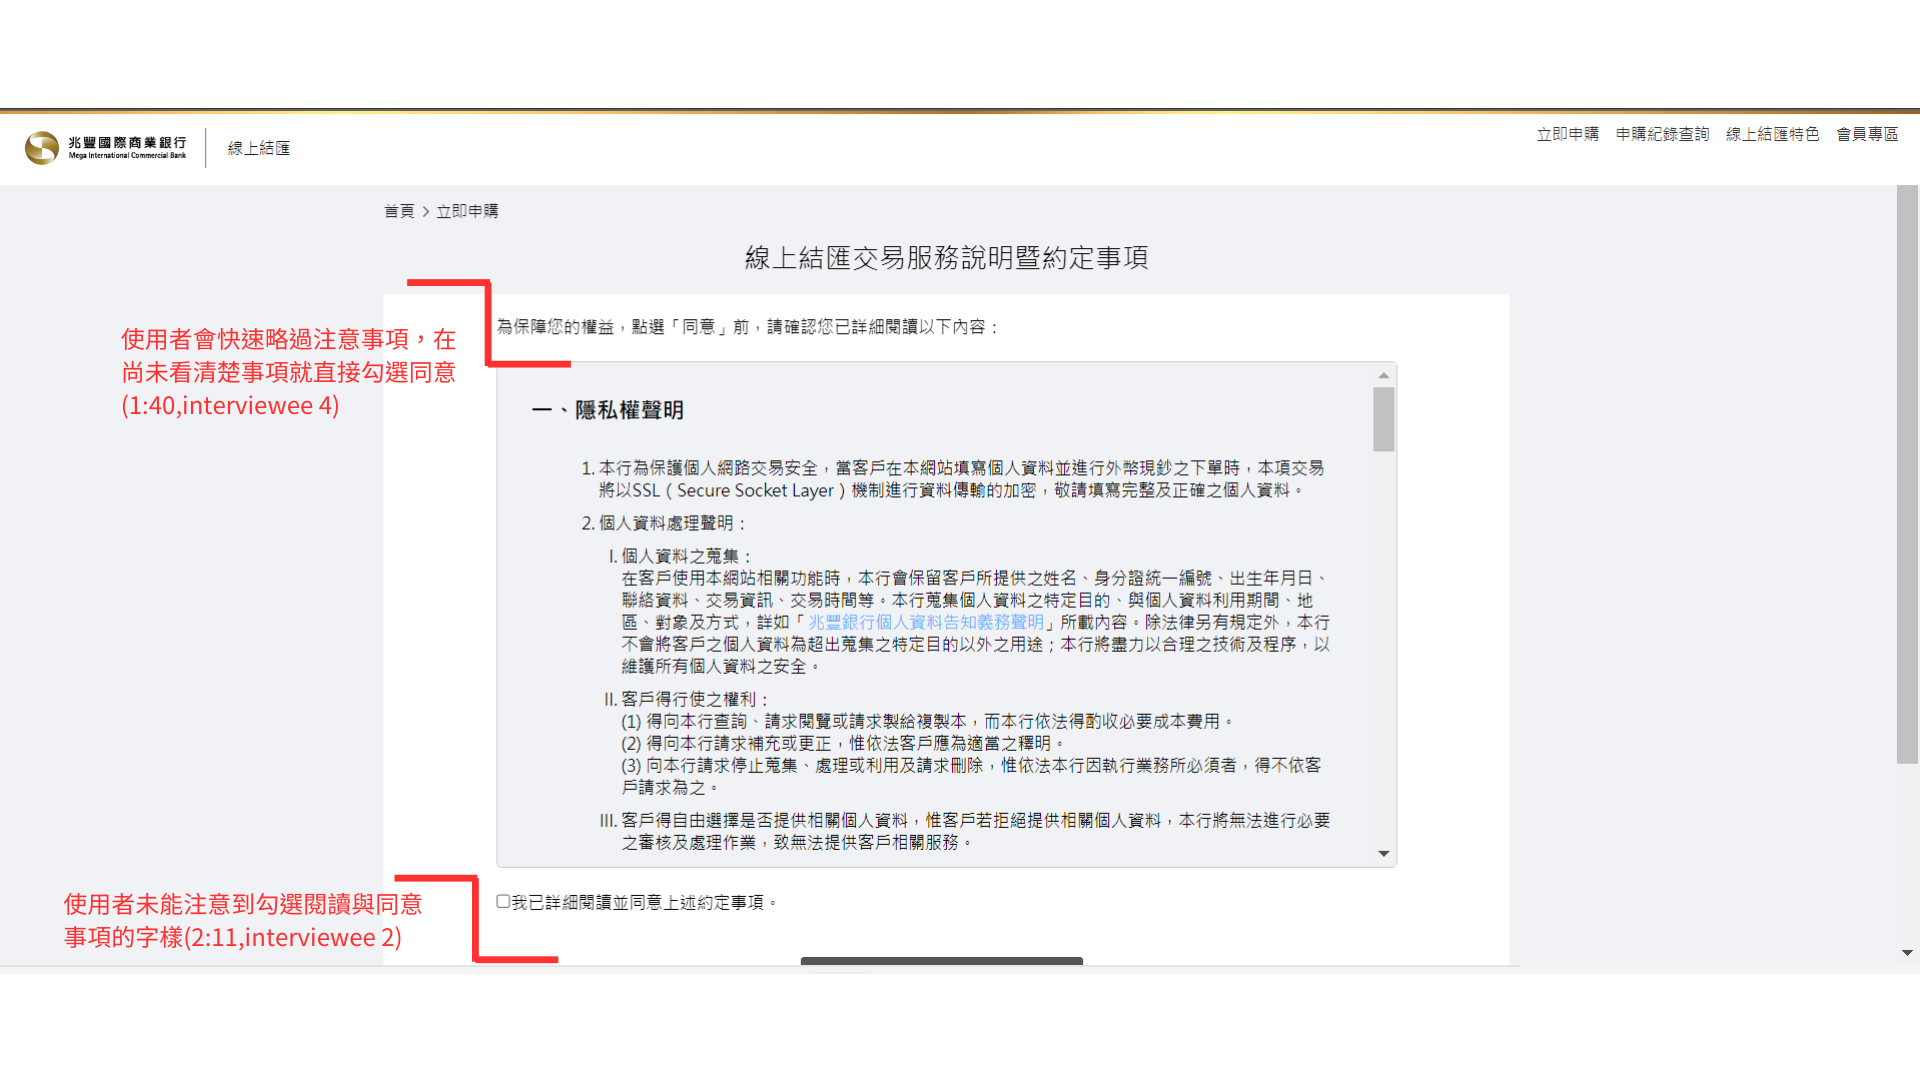 兆豐國際商業銀行
Mega International Commercial Bank
線上結匯
立即申購 申購紀錄查詢 線上結匯特色 會員專區
首頁 > 立即申購
線上結匯交易服務說明暨約定事項
使用者會快速略過注意事項，在
尚未看清楚事項就直接勾選同意
(1:40,interviewee 4)
為保障您的權益，點選「同意」前，請確認您已詳細閱讀以下內容：
一、隱私權聲明
1. 本行為保護個人網路交易安全，當客戶在本網站填寫個人資料並進行外幣現鈔之下單時，本項交易
將以SSL（Secure Socket Layer）機制進行資料傳輸的加密，敬請填寫完整及正確之個人資料。
2. 個人資料處理聲明：
I. 個人資料之蒐集：
在客戶使用本網站相關功能時，本行會保留客戶所提供之姓名、身分證統一編號、出生年月日、
聯絡資料、交易資訊、交易時間等。本行蒐集個人資料之特定目的、與個人資料利用期間、地
區、對象及方式，詳如「兆豐銀行個人資料告知義務聲明」所載內容。除法律另有規定外，本行
不會將客戶之個人資料為超出蒐集之特定目的以外之用途；本行將盡力以合理之技術及程序，以
維護所有個人資料之安全。
II. 客戶得行使之權利：
(1) 得向本行查詢、請求閱覽或請求製給複製本，而本行依法得酌收必要成本費用。
(2) 得向本行請求補充或更正，惟依法客戶應為適當之釋明。
(3) 向本行請求停止蒐集、處理或利用及請求刪除，惟依法本行因執行業務所必須者，得不依客
戶請求為之。
III. 客戶得自由選擇是否提供相關個人資料，惟客戶若拒絕提供相關個人資料，本行將無法進行必要
之審核及處理作業，致無法提供客戶相關服務。
使用者未能注意到勾選閱讀與同意
事項的字樣(2:11,interviewee 2)
我已詳細閱讀並同意上述約定事項。